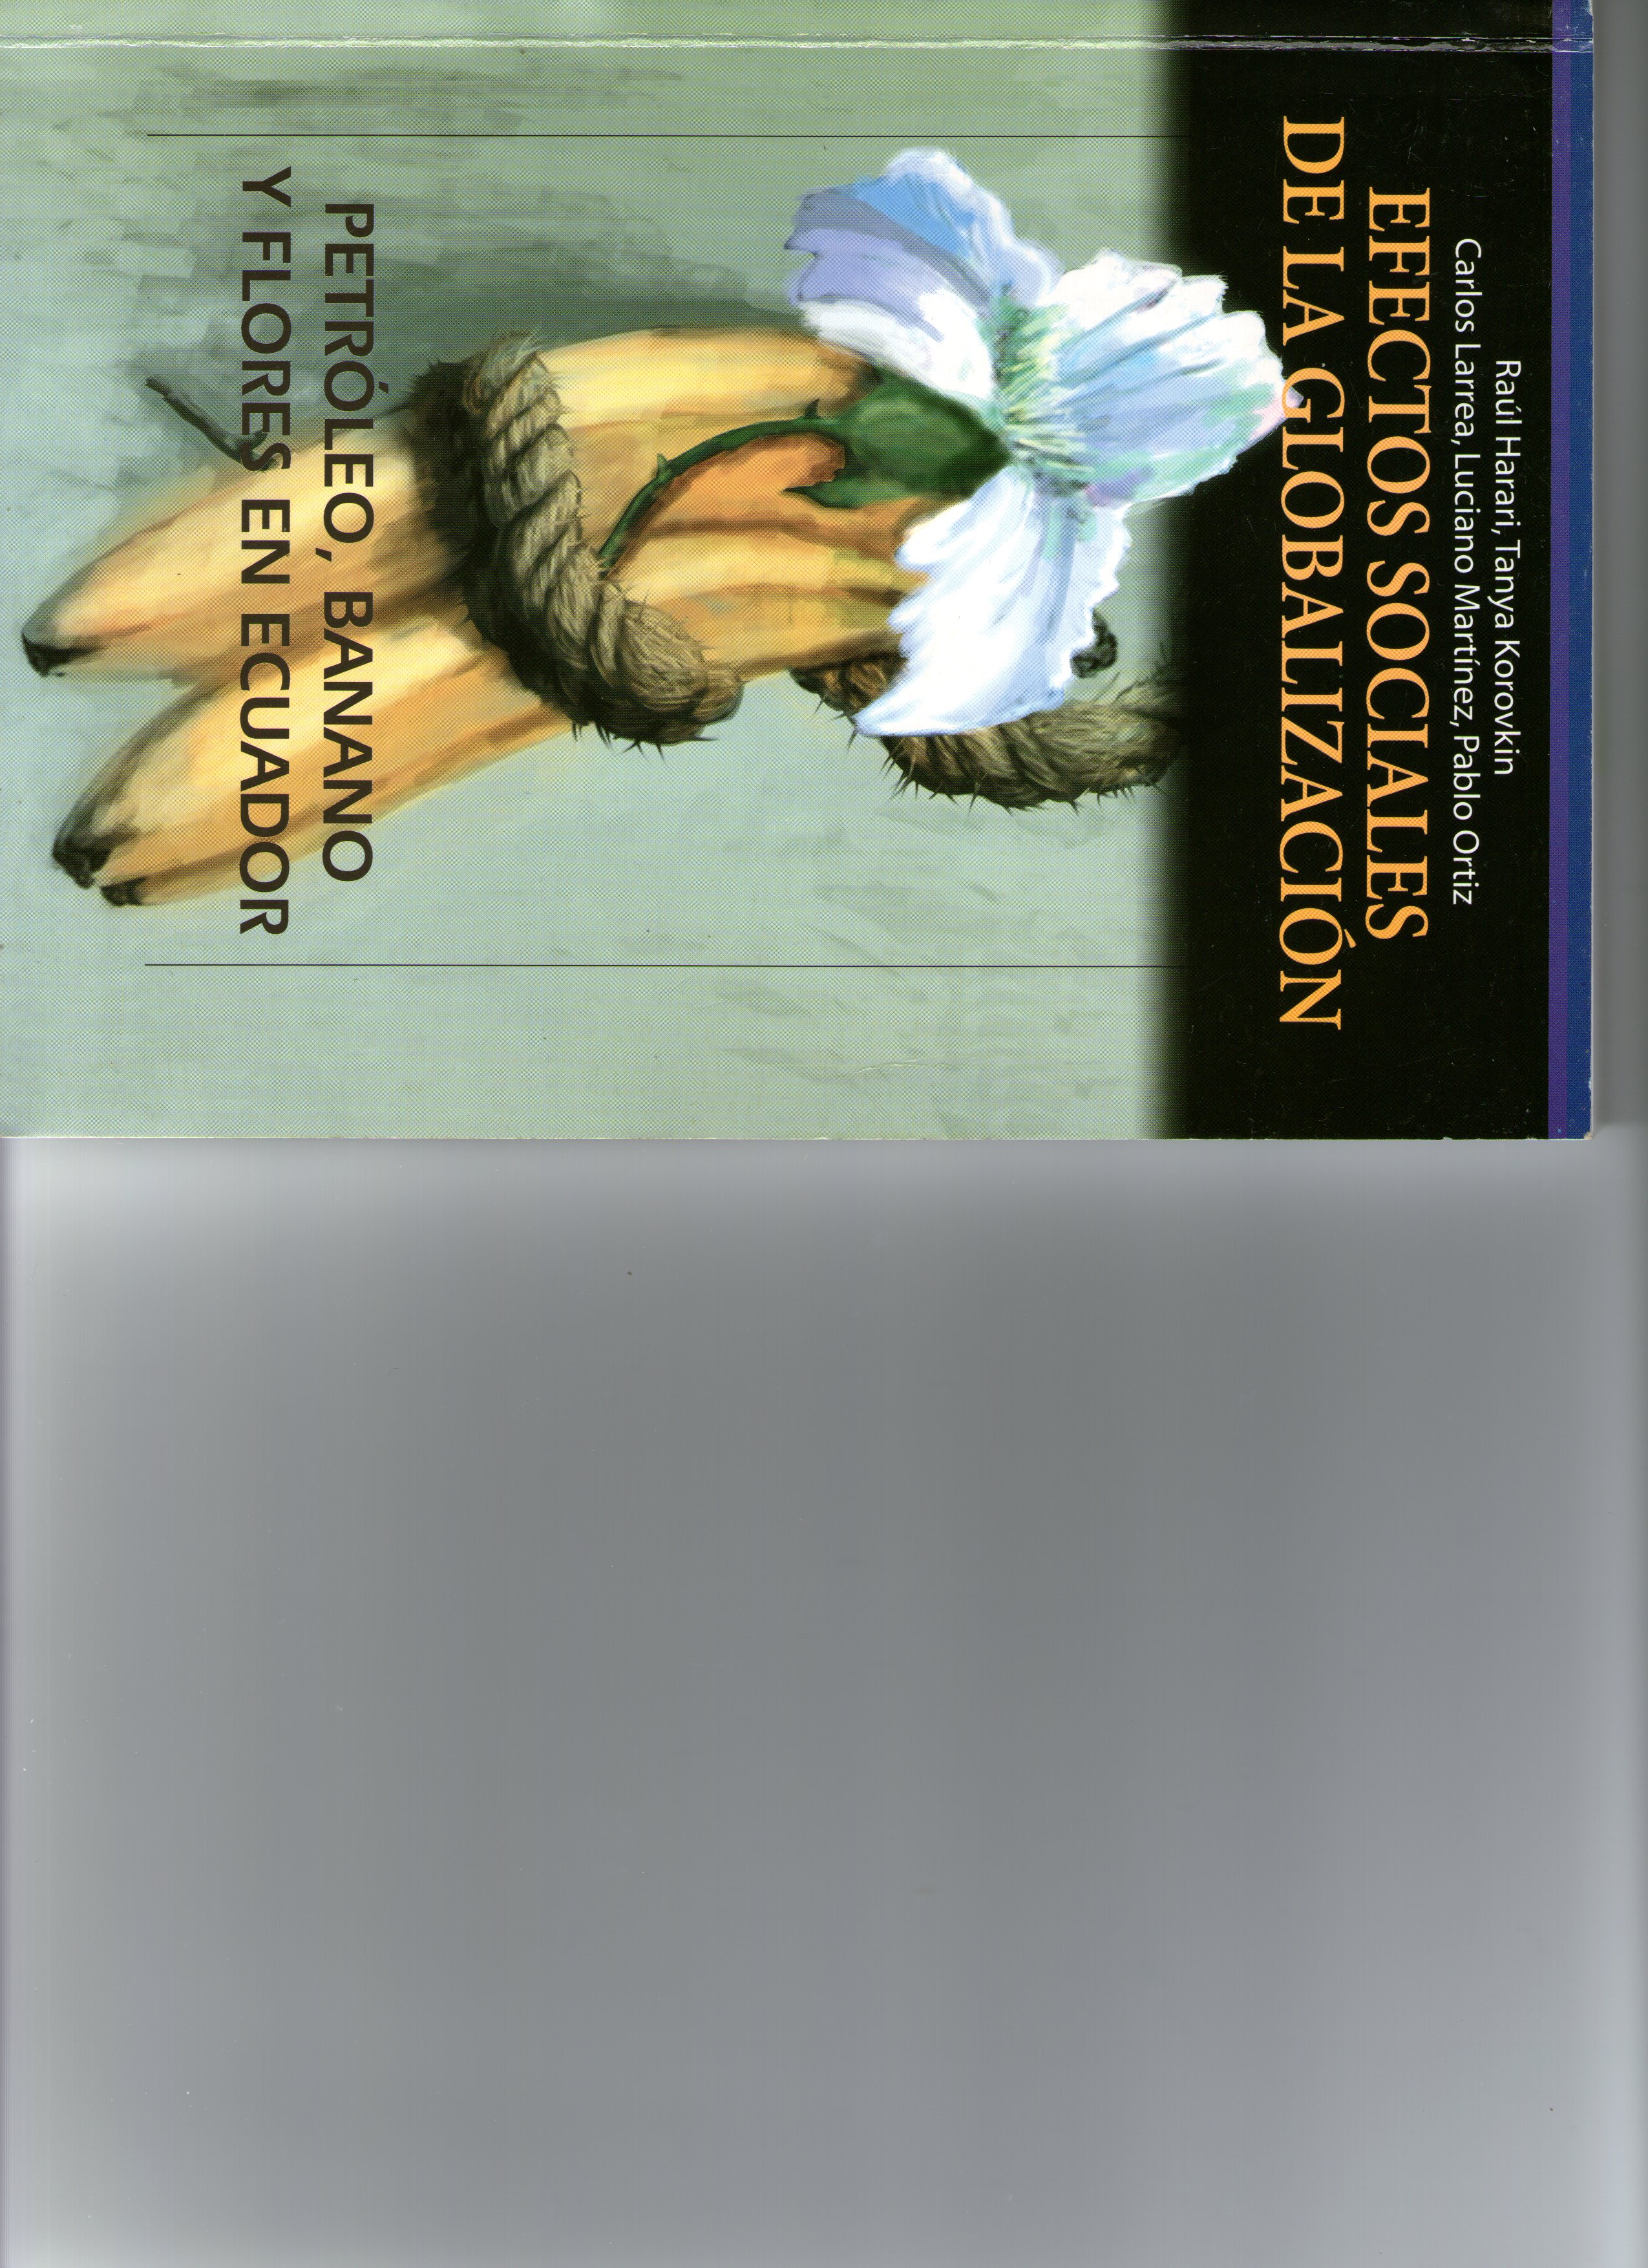 Raúl Harari, Tanya Korovkin
Carlos Larrea, Luciano Martínez, Pablo Ortiz
EFECTOS SOCIALES
DE LA GLOBALIZACIÓN
PETRÓLEO, BANANO
Y FLORES EN ECUADOR